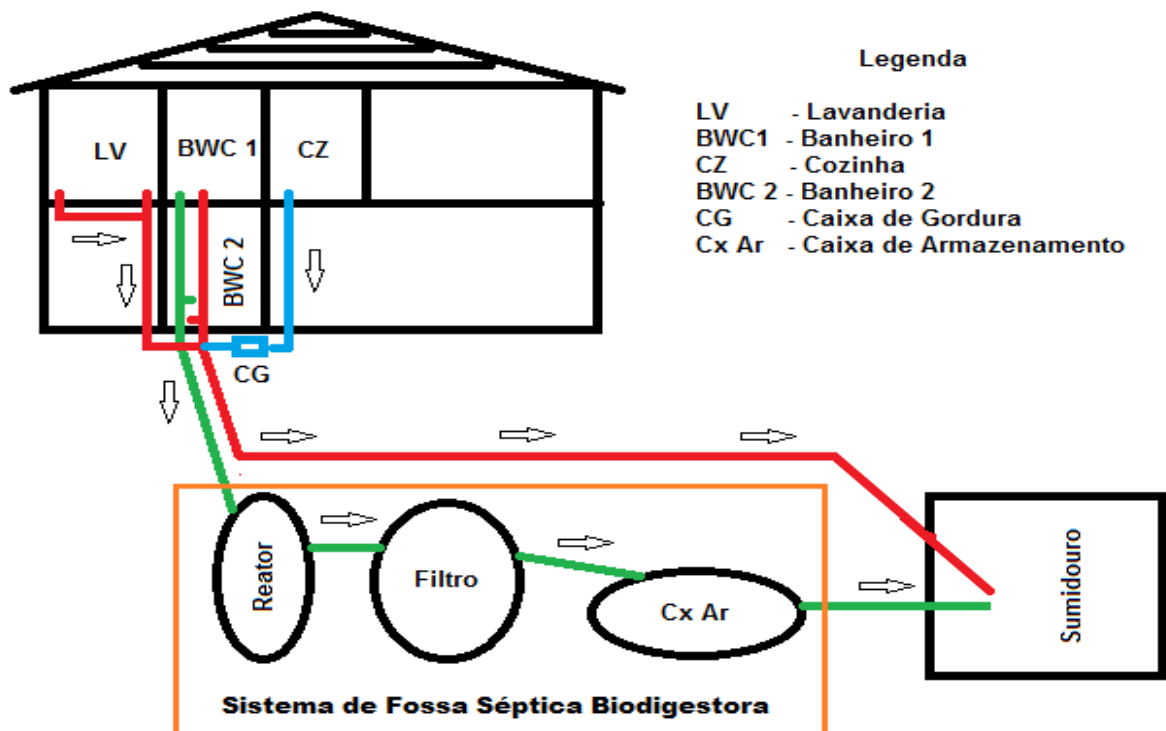 Legenda
LV - Lavanderia
BWC1 - Banheiro 1
CZ - Cozinha
BWC 2 - Banheiro 2
CG - Caixa de Gordura
Cx Ar - Caixa de Armazenamento
LV
BWC 1
CZ
BWC 2
CG
Reator
Filtro
Cx Ar
Sumidouro
Sistema de Fossa Séptica Biodigestora